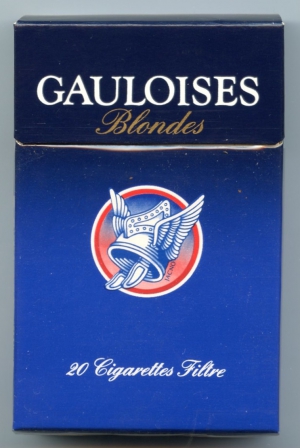 GAULOISES
Blondes
20 Cigarettes Filtre